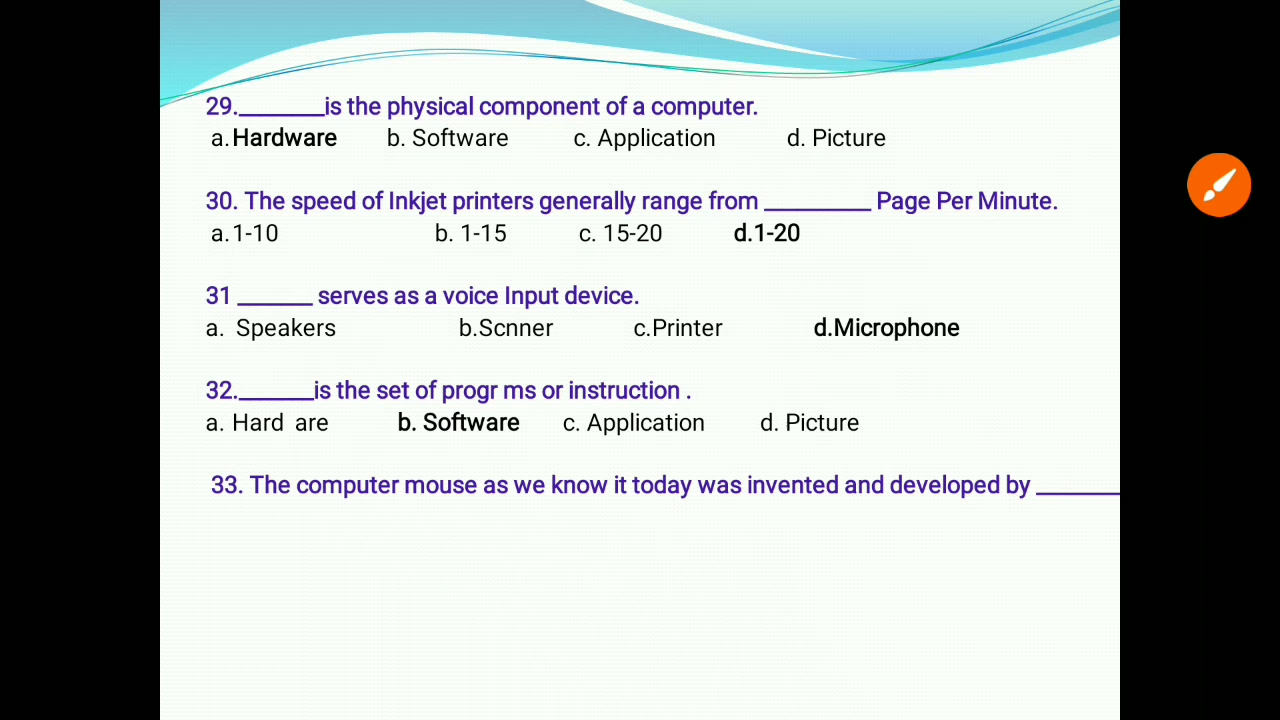 29._______is the physical component of a computer.
a.Hardware b. Software c. Application d. Picture
30. The speed of Inkjet printers generally range from _________ Page Per Minute.
a.1-10 b. 1-15 c. 15-20 d.1-20
31 ______ serves as a voice Input device.
a. Speakers b.Scnner c.Printer d.Microphone
32.______is the set of progr ms or instruction .
a. Hard are b. Software c. Application d. Picture
33. The computer mouse as we know it today was invented and developed by _______